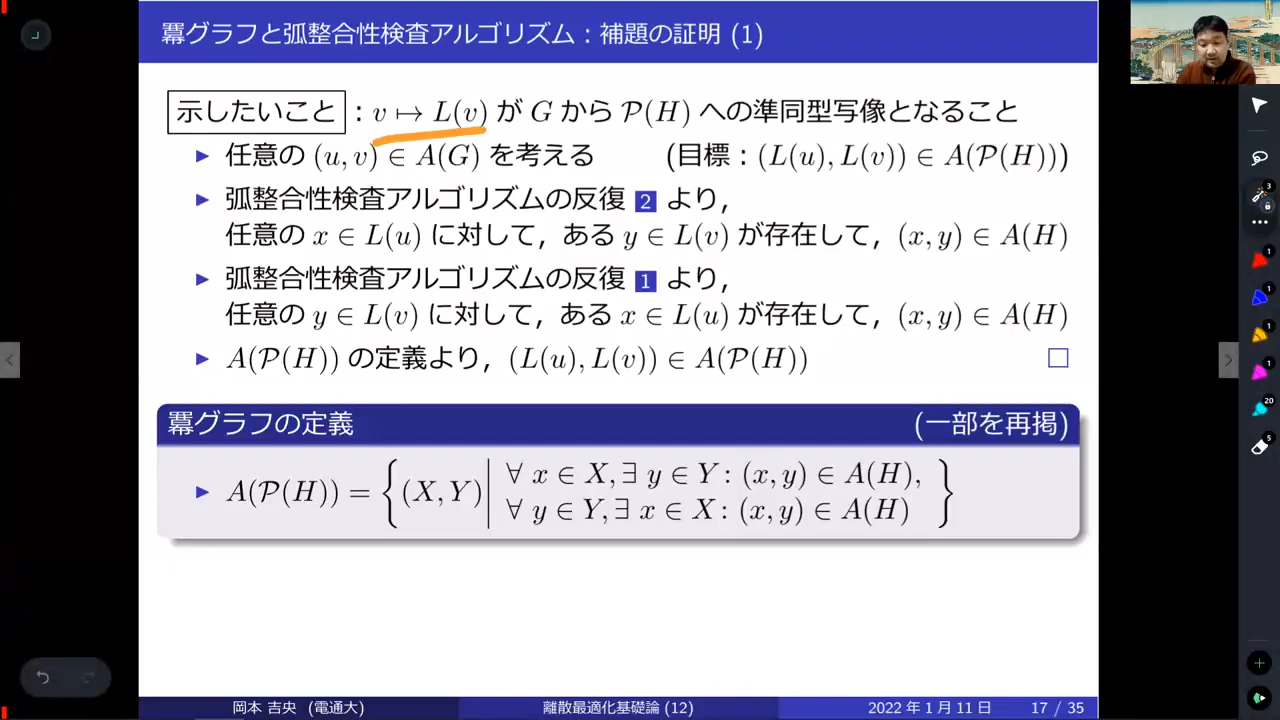 冪グラフと弧整合性検査アルゴリズム：補題の証明 (1)
示したいこと：v ↦ L(v) が G から P(H) への準同型写像となること
▶ 任意の (u, v) ∈ A(G) を考える (目標：(L(u), L(v)) ∈ A(P(H)))
▶ 弧整合性検査アルゴリズムの反復 2 より，
任意の x ∈ L(u) に対して，ある y ∈ L(v) が存在して，(x, y) ∈ A(H)
▶ 弧整合性検査アルゴリズムの反復 1 より，
任意の y ∈ L(v) に対して，ある x ∈ L(u) が存在して，(x, y) ∈ A(H)
▶ A(P(H)) の定義より，(L(u), L(v)) ∈ A(P(H)) □
冪グラフの定義 (一部を再掲)
▶ A(P(H)) = { (X, Y) | ∀ x ∈ X, ∃ y ∈ Y : (x, y) ∈ A(H),
∀ y ∈ Y, ∃ x ∈ X : (x, y) ∈ A(H) }
岡本 吉央 (電通大) 離散最適化基礎論 (12) 2022 年 1 月 11 日 17 / 35
3
1
1
1
1
20
5